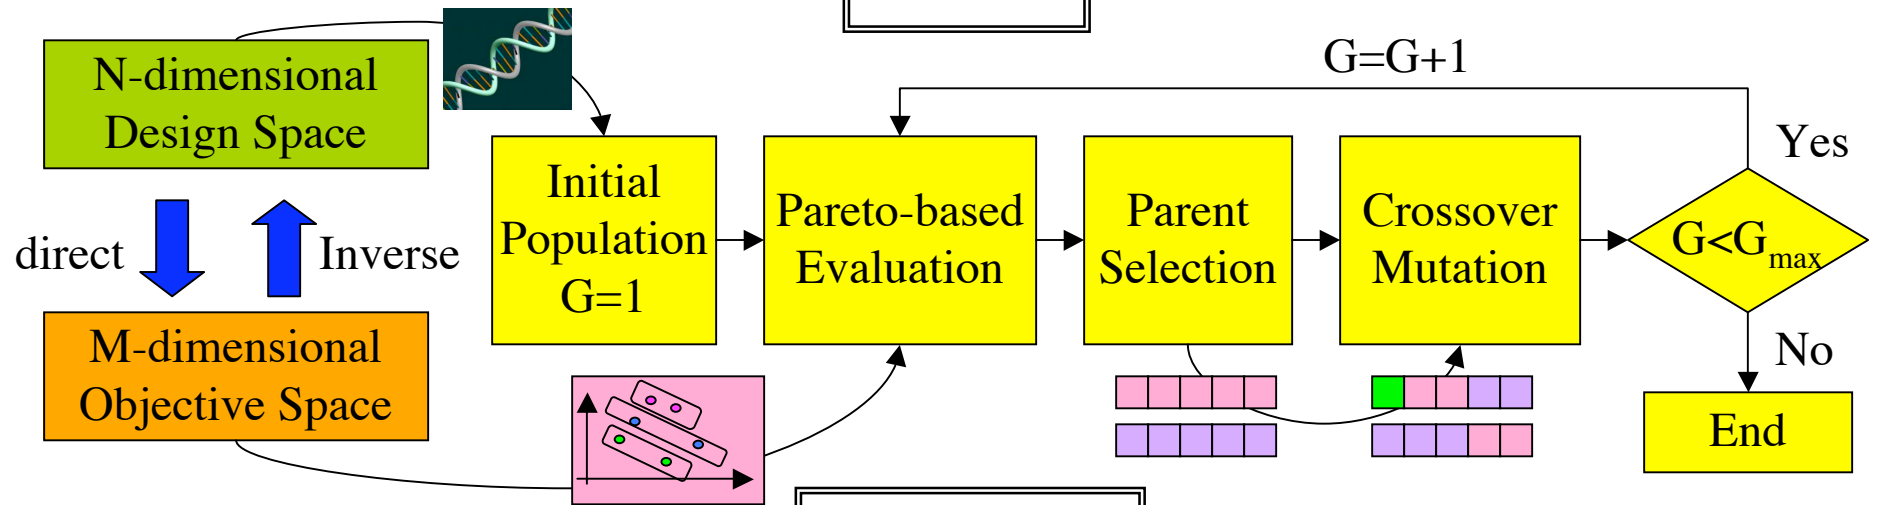 N-dimensional
Design Space
direct
Inverse
M-dimensional
Objective Space
Initial
Population
G=1
Pareto-based
Evaluation
Parent
Selection
Crossover
Mutation
G=G+1
Yes
G<Gmax
No
End